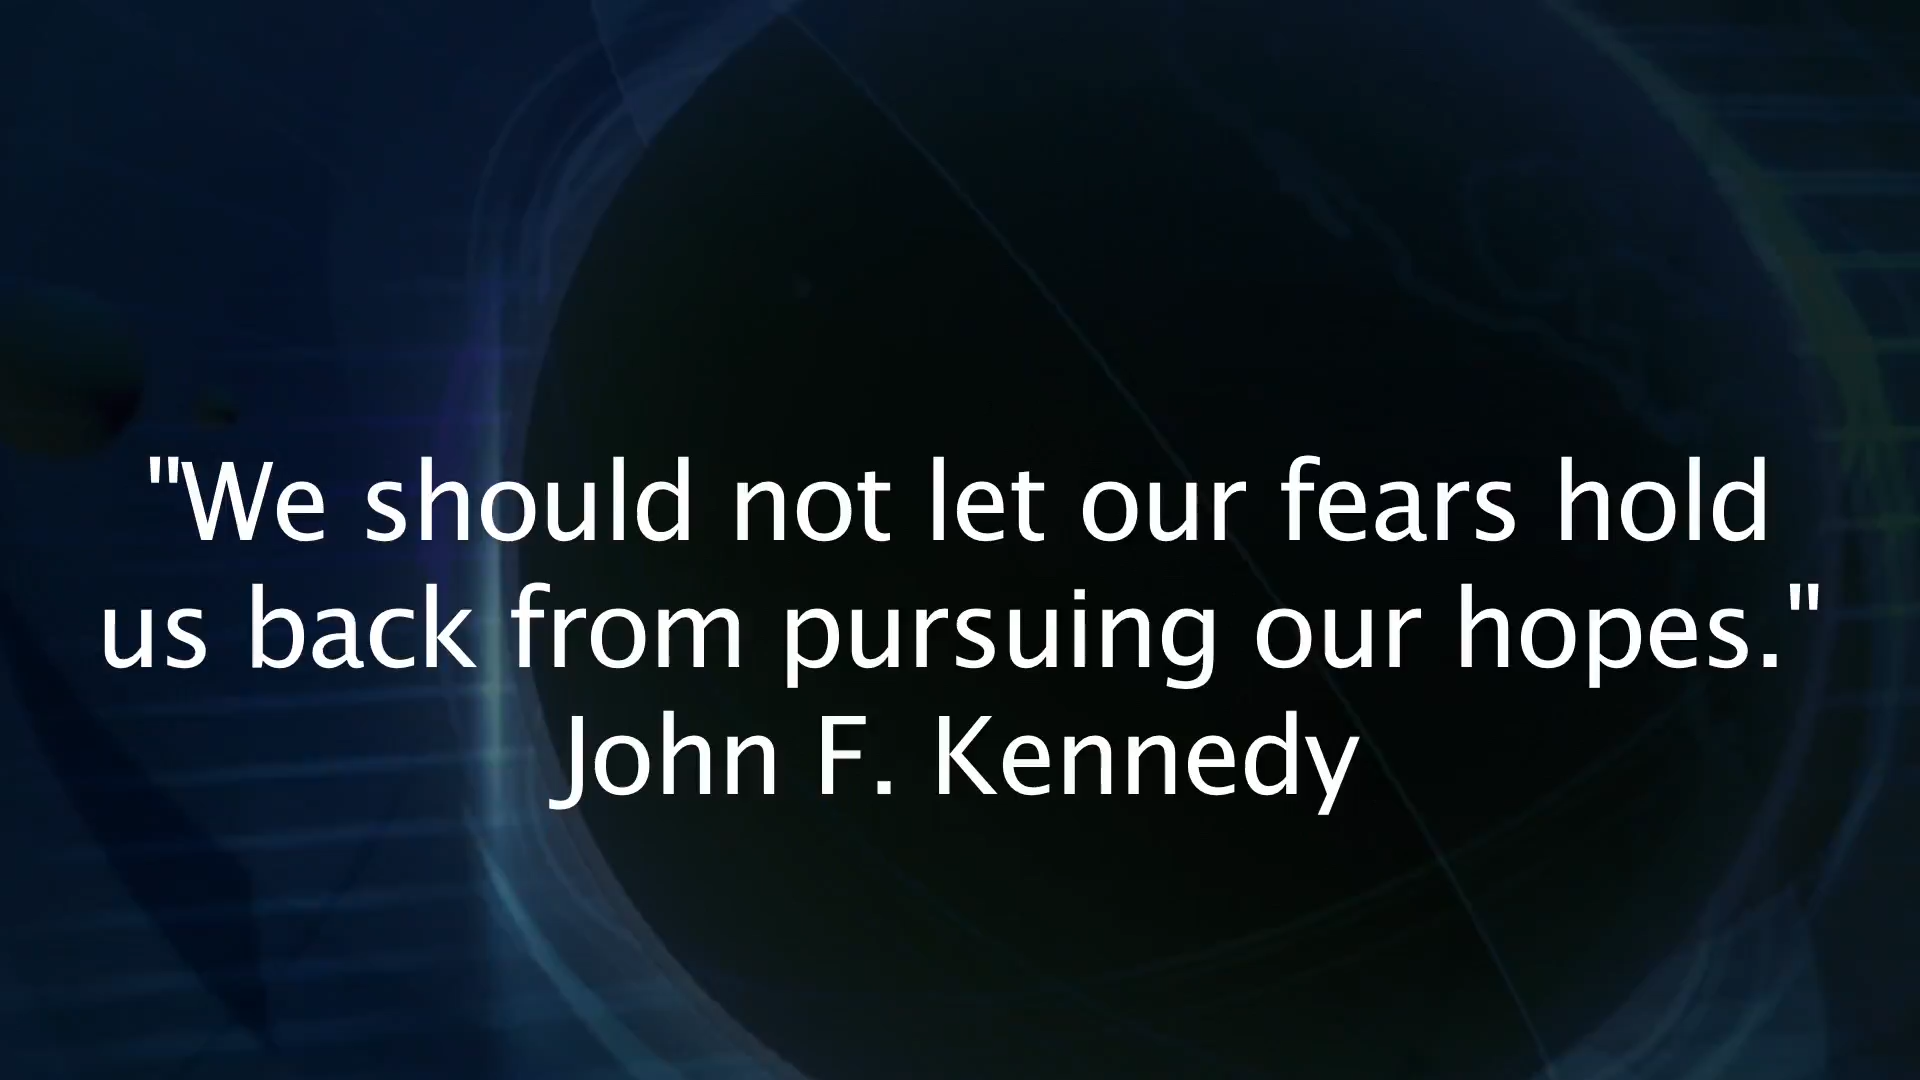 "We should not let our fears hold
us back from pursuing our hopes."
John F. Kennedy